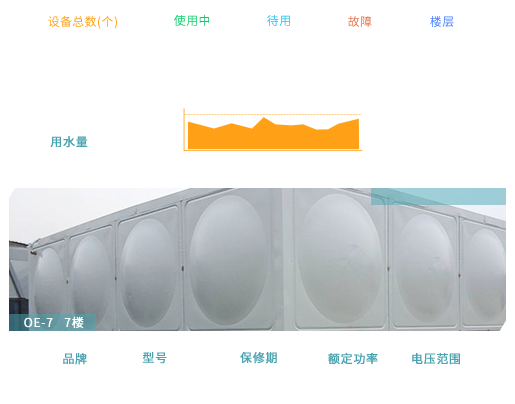 设备总数(个) 使用中 待用 故障 楼层
用水量
OE-7 7楼
品牌 型号 保修期 额定功率 电压范围